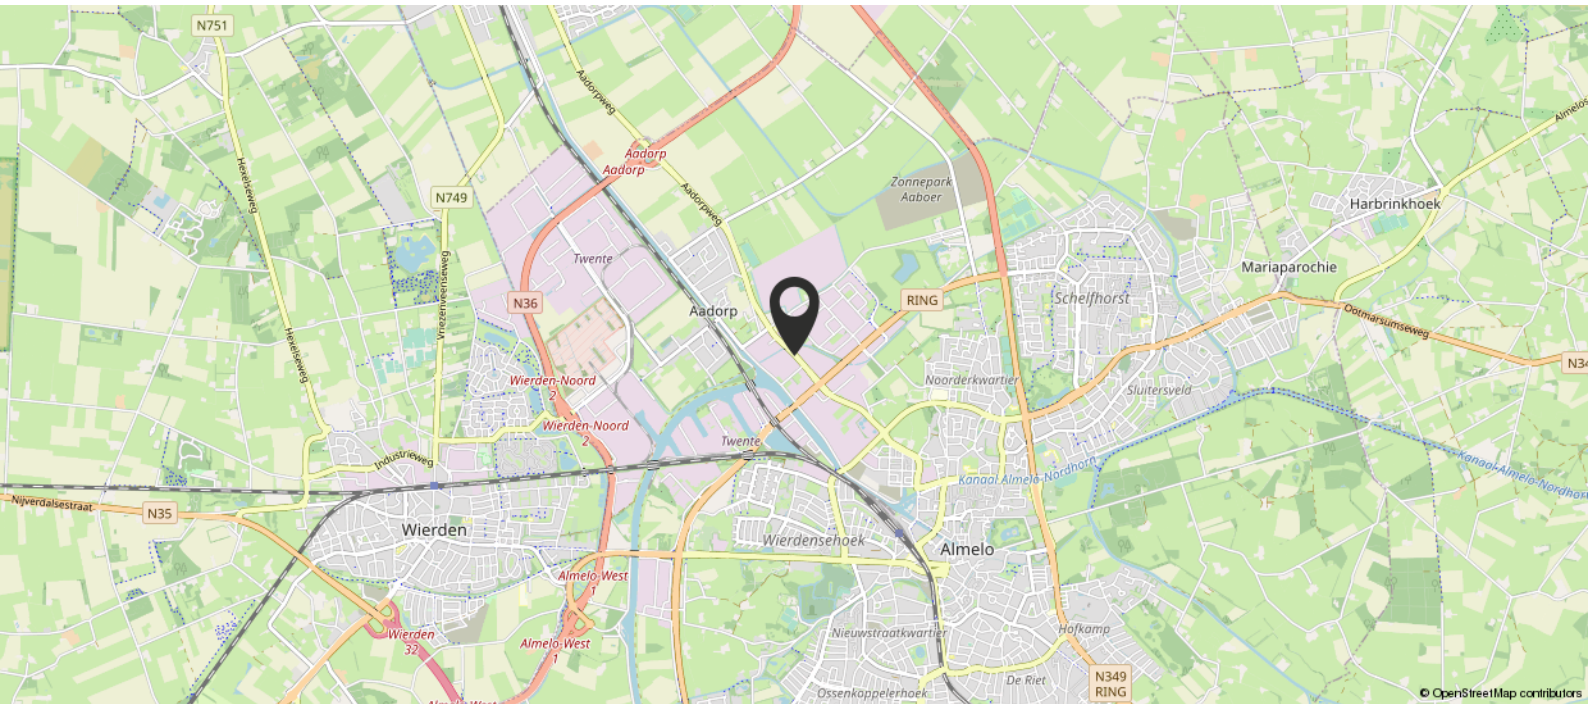 N751
Aadorpweg
Almelos
Hexelseweg
Aadorp
Aadorp
Zonnepark
Aaboer
N749
Aadorpweg
Harbrinkhoek
Vriezenveenseweg
Twente
Mariaparochie
N36
RING
Schelfhorst
Aadorp
Ootmarsumseweg
Hexelseweg
N34
Wierden-Noord
2
Noorderkwartier
Sluitersveld
Wierden-Noord
2
Twente
Industrieweg
Kanaal Almelo-Nordhorn
Kanaal-Almelo-Nordhorn
Nijverdalsestraat
N35
Wierden
Wierdensehoek
Almelo
Almelo-West
1
Wierden
32
Nieuwstraatkwartier
Hofkamp
Almelo-West
1
N349
RING
De Riet
Ossenkoppelerhoek
Almelo-West
© OpenStreetMap contributors